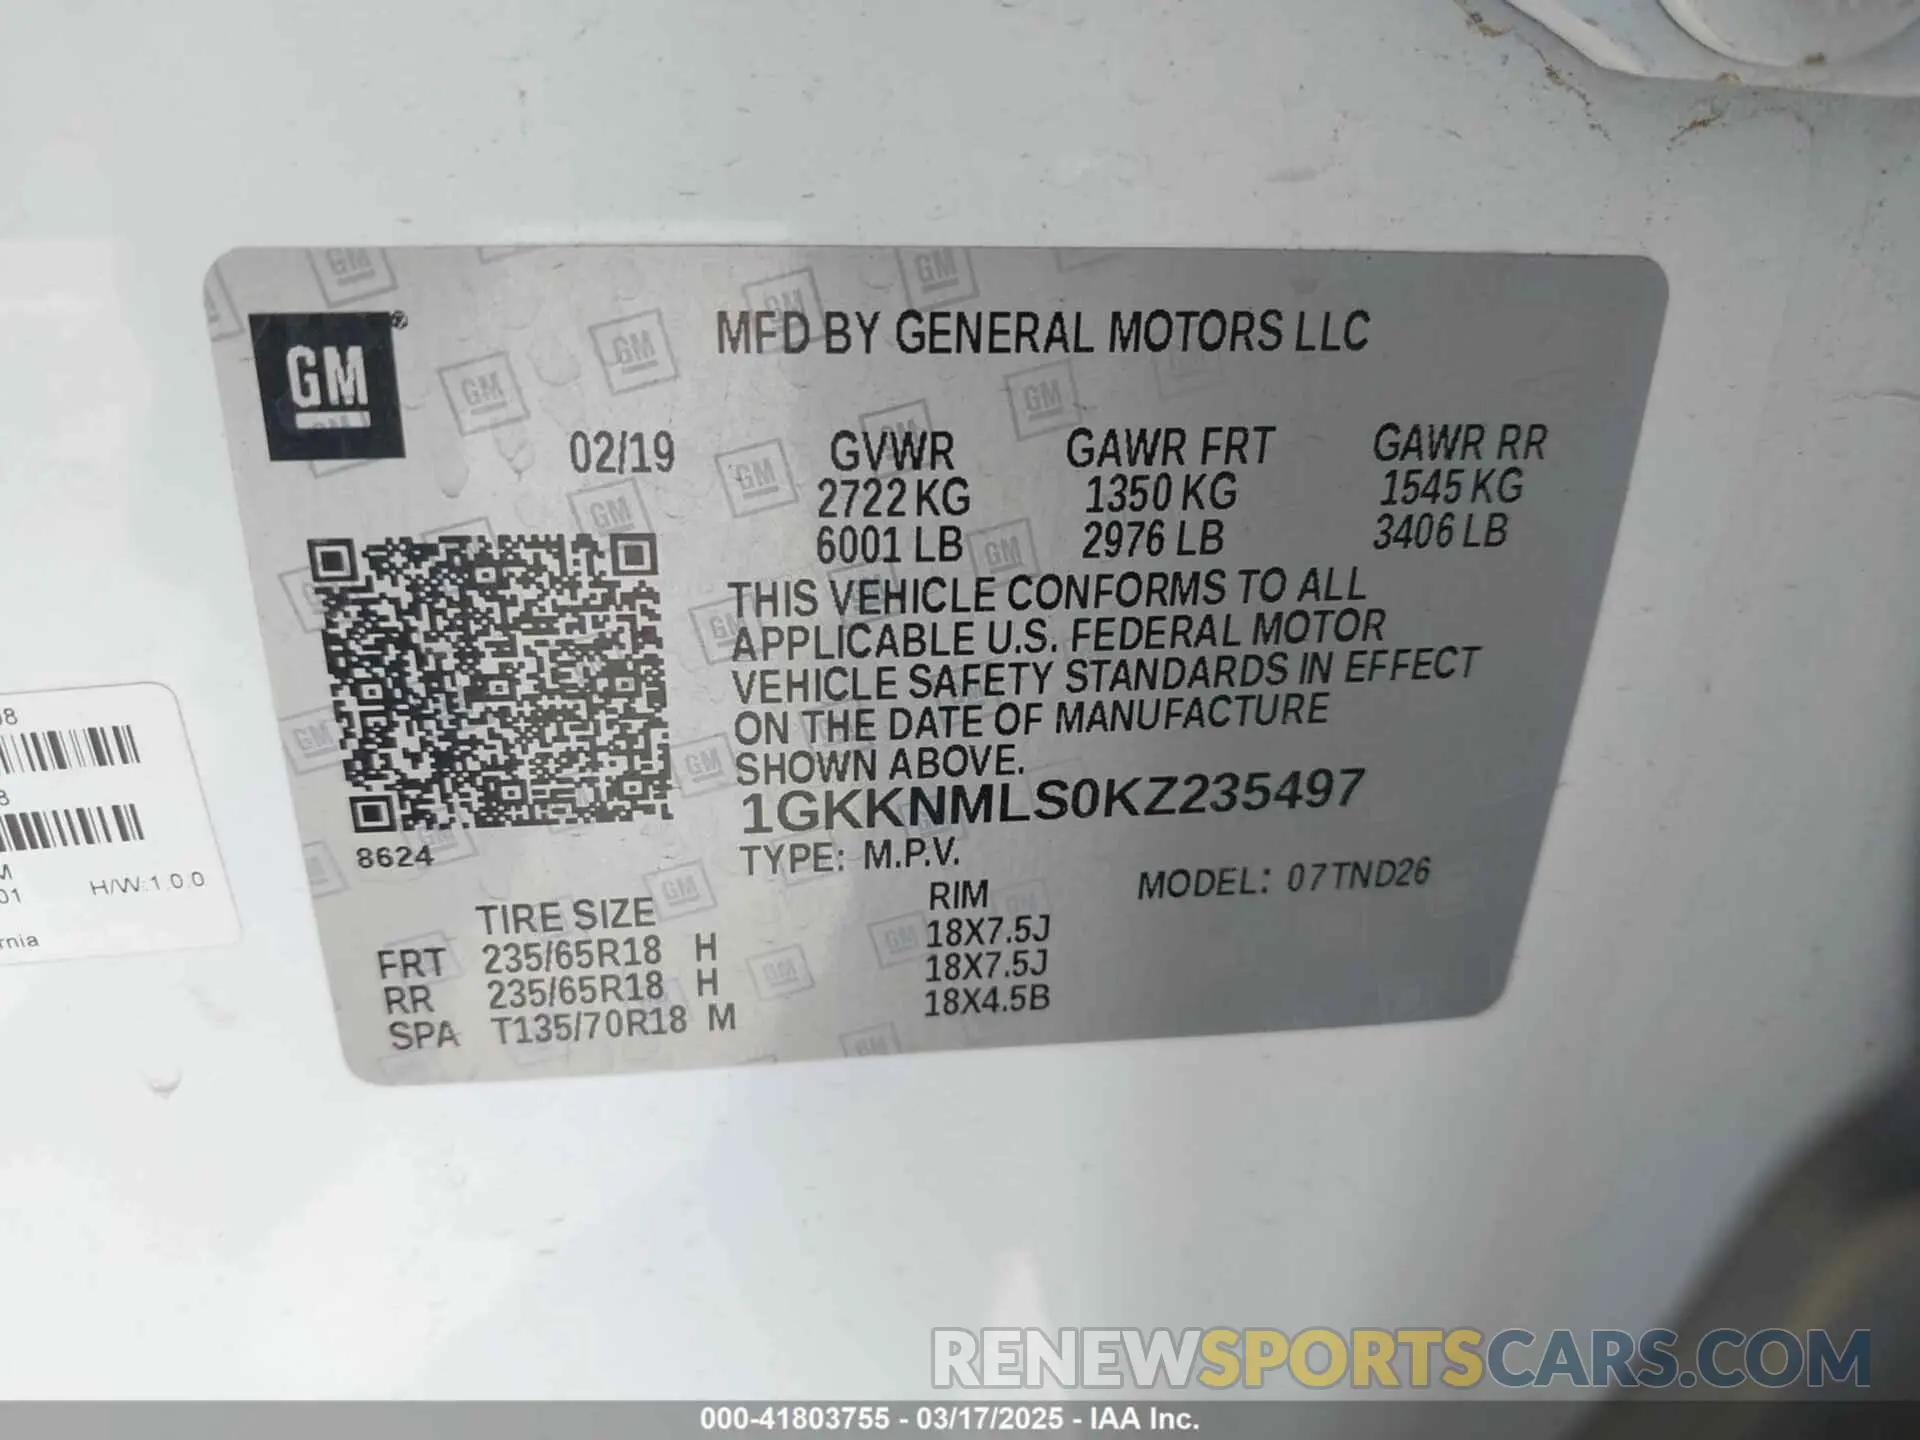 GM
MFD BY GENERAL MOTORS LLC
02/19 GVWR GAWR FRT GAWR RR
2722 KG 1350 KG 1545 KG
6001 LB 2976 LB 3406 LB
THIS VEHICLE CONFORMS TO ALL
APPLICABLE U.S. FEDERAL MOTOR
VEHICLE SAFETY STANDARDS IN EFFECT
ON THE DATE OF MANUFACTURE
SHOWN ABOVE.
1GKKNMLS0KZ235497
8624
TYPE: M.P.V. MODEL: 07TND26
TIRE SIZE RIM
FRT 235/65R18 H 18X7.5J
RR 235/65R18 H 18X7.5J
SPA T135/70R18 M 18X4.5B
H/W:1.0.0
RENEWSPORTSCARS.COM
000-41803755 - 03/17/2025 - IAA Inc.